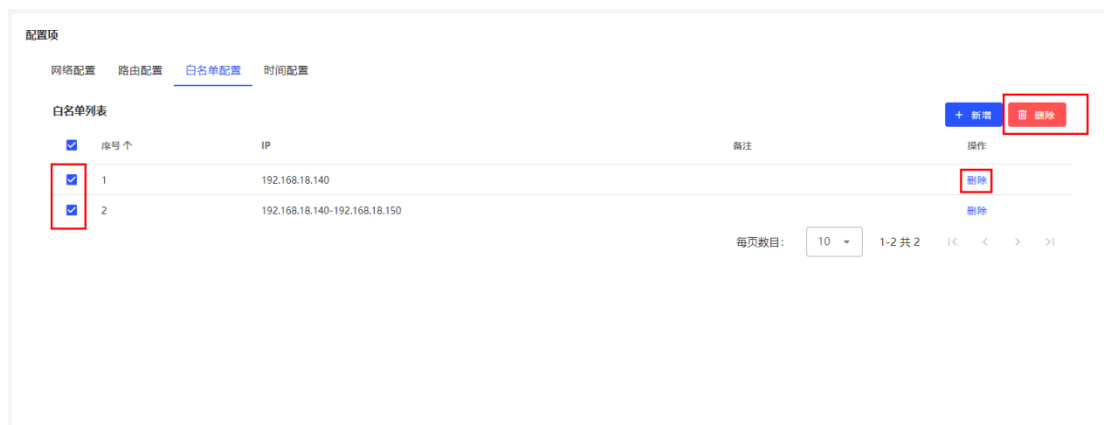 配置项
网络配置 路由配置 白名单配置 时间配置
白名单列表 + 新增 删除
序号 个 IP 备注 操作
1 192.168.18.140 删除
2 192.168.18.140-192.168.18.150 删除
每页数目： 10 1-2 共 2 |< < > >|